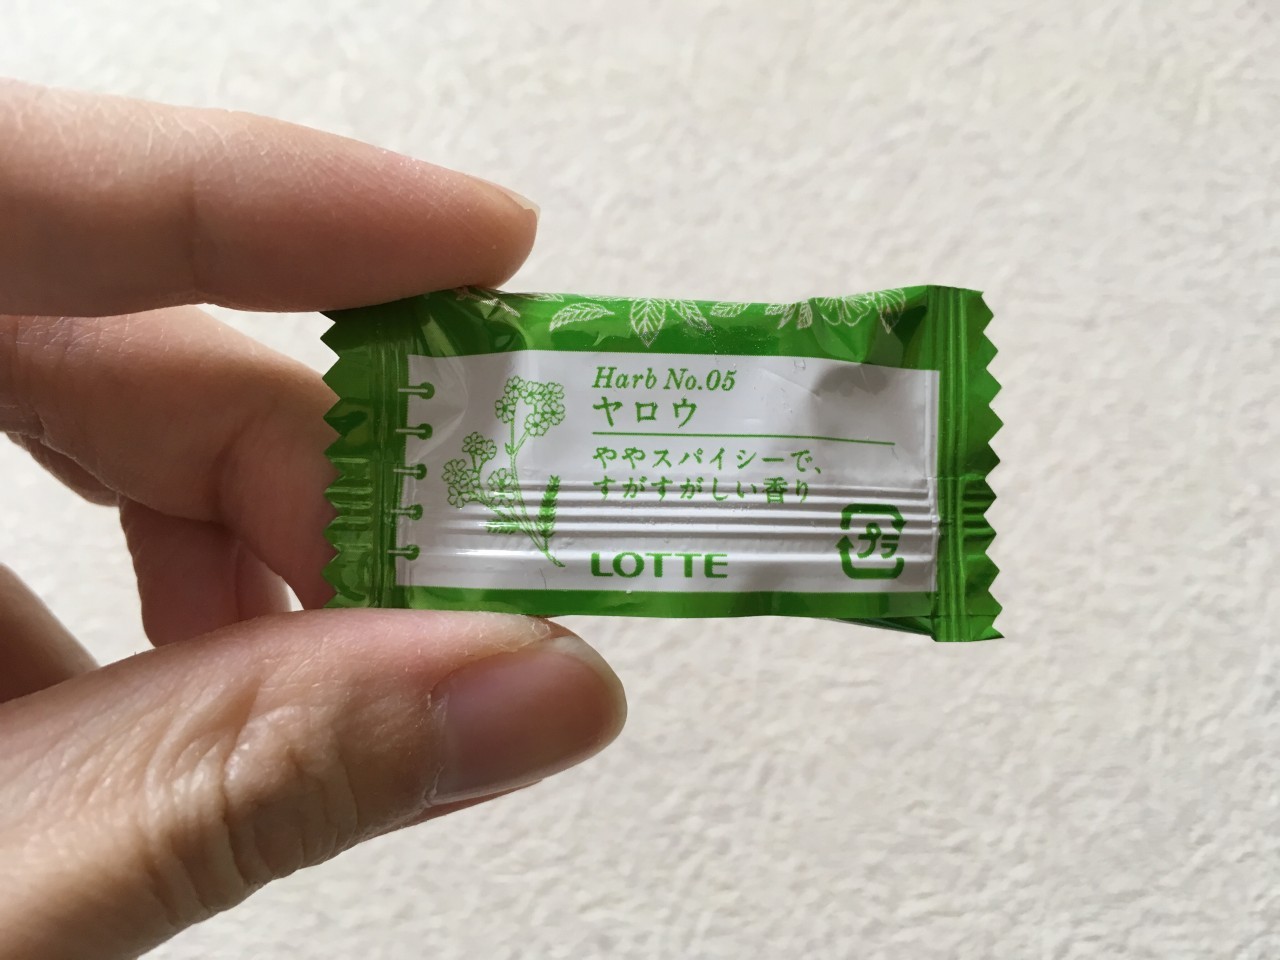 Harb No.05
ヤロウ
ややスパイシーで、
すがすがしい香り
LOTTE
プラ